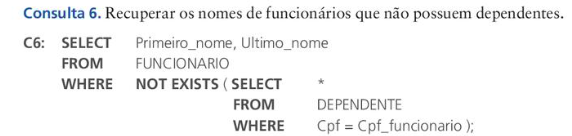 Consulta 6. Recuperar os nomes de funcionários que não possuem dependentes.
C6: SELECT Primeiro_nome, Ultimo_nome
FROM FUNCIONARIO
WHERE NOT EXISTS ( SELECT *
FROM DEPENDENTE
WHERE Cpf = Cpf_funcionario );